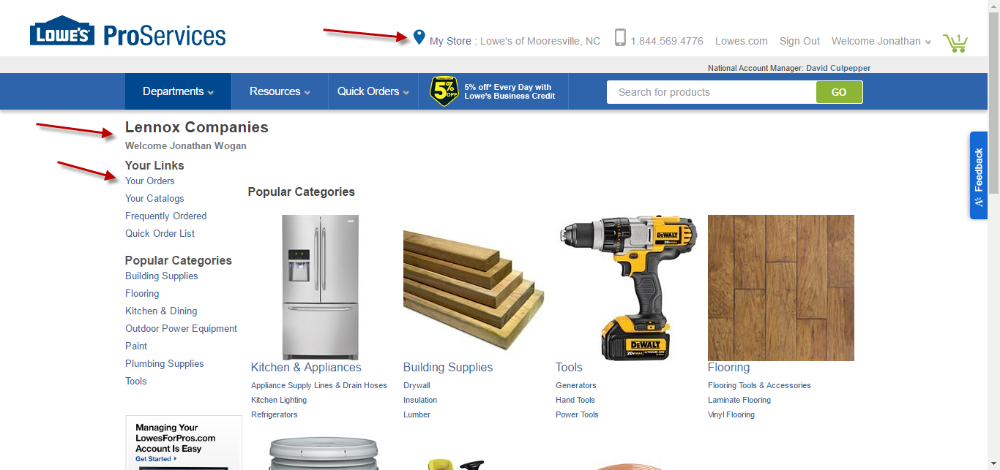 LOWE'S ProServices
My Store : Lowe's of Mooresville, NC 1.844.569.4776 Lowes.com Sign Out Welcome Jonathan 1
National Account Manager: David Culpepper
Departments Resources Quick Orders 5% OFF 5% off* Every Day with
Lowe's Business Credit
Search for products GO
Lennox Companies
Welcome Jonathan Wogan
Your Links
Your Orders
Your Catalogs
Frequently Ordered
Quick Order List
Popular Categories
Building Supplies
Flooring
Kitchen & Dining
Outdoor Power Equipment
Paint
Plumbing Supplies
Tools
Managing Your
LowesForPros.com
Account Is Easy
Get Started
Popular Categories
Kitchen & Appliances
Appliance Supply Lines & Drain Hoses
Kitchen Lighting
Refrigerators
Building Supplies
Drywall
Insulation
Lumber
DEWALT
20V MAX
DEWALT
20V MAX LITHIUM ION
Tools
Generators
Hand Tools
Power Tools
Flooring
Flooring Tools & Accessories
Laminate Flooring
Vinyl Flooring
Feedback